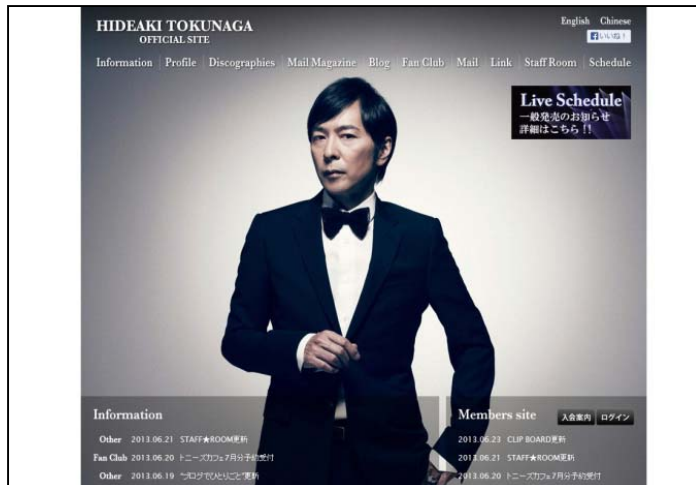 HIDEAKI TOKUNAGA
OFFICIAL SITE
English Chinese
いいね！
Information Profile Discographies Mail Magazine Blog Fan Club Mail Link Staff Room Schedule
Live Schedule
一般発売のお知らせ
詳細はこちら!!
Information
Other 2013.06.21 STAFF★ROOM更新
Fan Club 2013.06.20 トニーズカフェ7月分予約受付
Other 2013.06.19 "ブログでひとりごと"更新
Members site 入会案内 ログイン
2013.06.23 CLIP BOARD更新
2013.06.21 STAFF★ROOM更新
2013.06.20 トニーズカフェ7月分予約受付